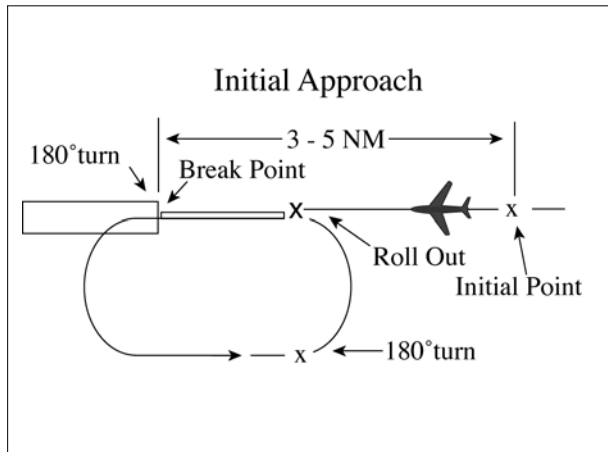 Initial Approach
3 - 5 NM
180°turn
Break Point
x
x
Roll Out
Initial Point
x
180°turn